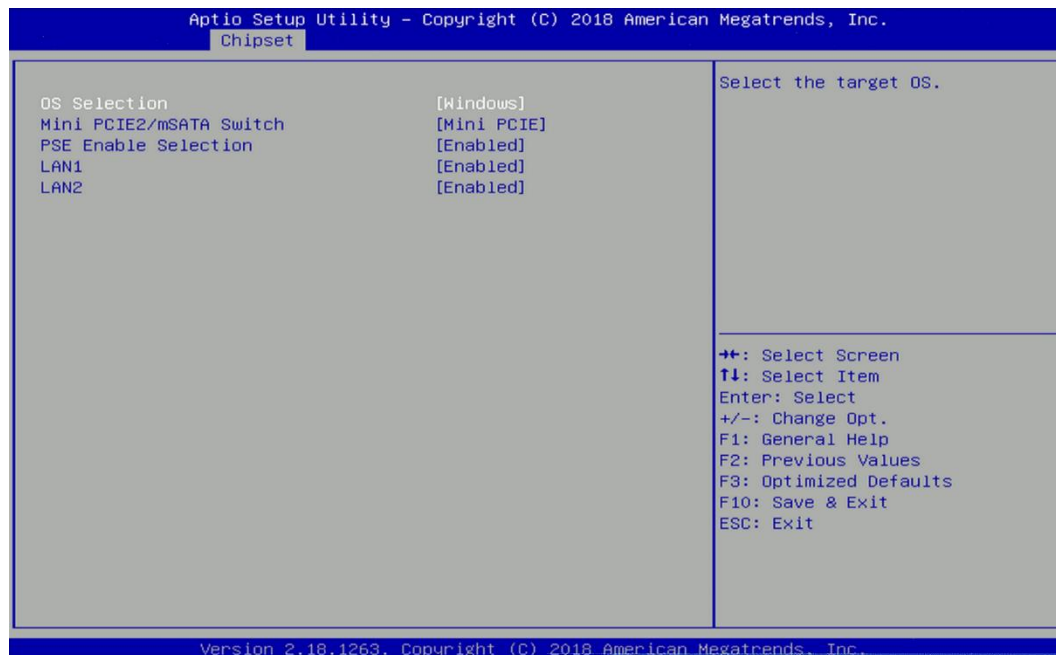 Aptio Setup Utility – Copyright (C) 2018 American Megatrends, Inc.
Chipset
OS Selection [Windows]
Mini PCIE2/mSATA Switch [Mini PCIE]
PSE Enable Selection [Enabled]
LAN1 [Enabled]
LAN2 [Enabled]
Select the target OS.
→←: Select Screen
↑↓: Select Item
Enter: Select
+/-: Change Opt.
F1: General Help
F2: Previous Values
F3: Optimized Defaults
F10: Save & Exit
ESC: Exit
Version 2.18.1263. Copyright (C) 2018 American Megatrends, Inc.